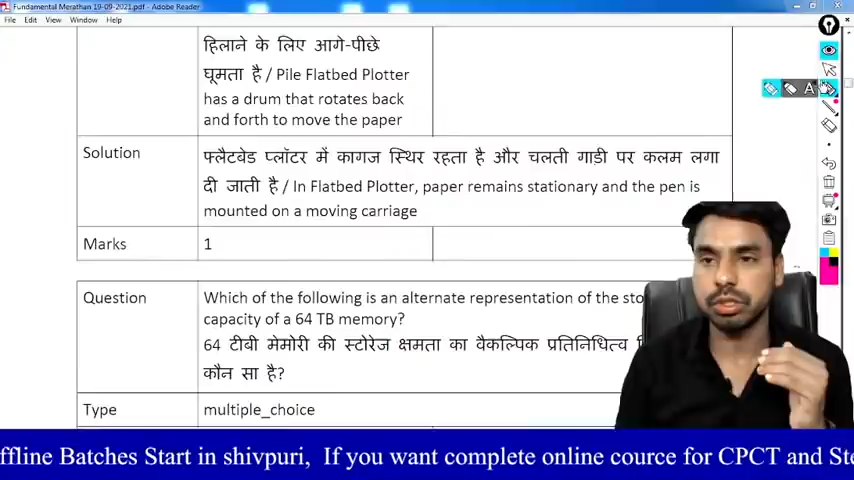 Fundamental Merathan 19-09-2021.pdf - Adobe Reader
File Edit View Window Help
हिलाने के लिए आगे-पीछे
घूमता है / Pile Flatbed Plotter
has a drum that rotates back
and forth to move the paper
Solution
फ्लैटबेड प्लॉटर में कागज स्थिर रहता है और चलती गाडी पर कलम लगा
दी जाती है / In Flatbed Plotter, paper remains stationary and the pen is
mounted on a moving carriage
Marks 1
Question
Which of the following is an alternate representation of the
capacity of a 64 TB memory?
64 टीबी मेमोरी की स्टोरेज क्षमता का वैकल्पिक प्रतिनिधित्व
कौन सा है?
Type multiple_choice
A
ffline Batches Start in shivpuri, If you want complete online cource for CPCT and